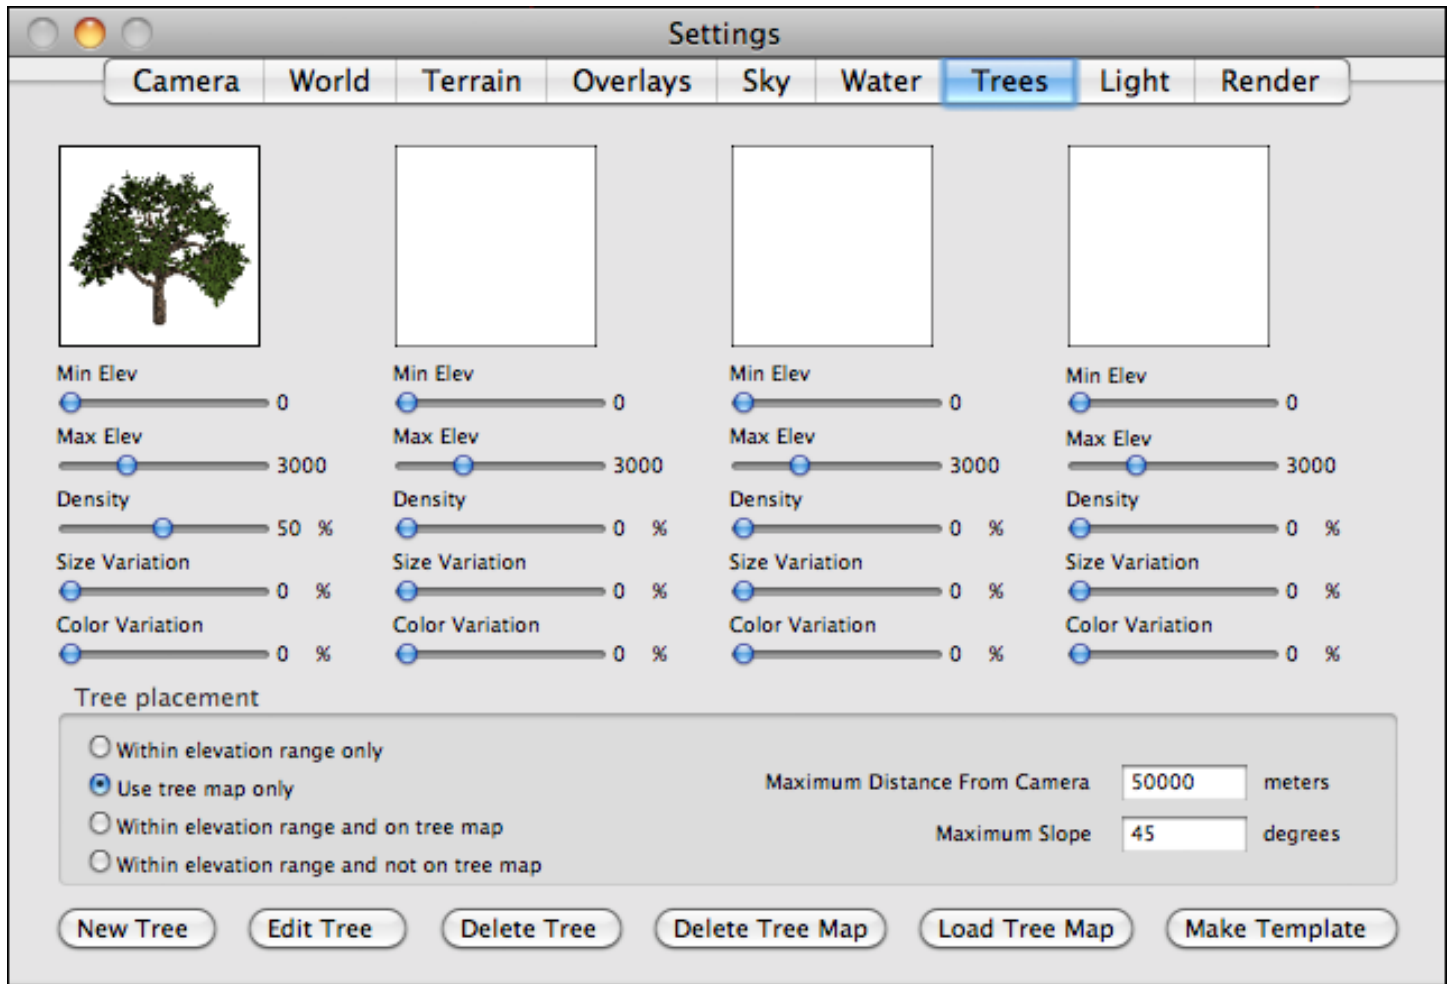 Settings
Camera World Terrain Overlays Sky Water Trees Light Render
Min Elev Min Elev Min Elev Min Elev
0 0 0 0
Max Elev Max Elev Max Elev Max Elev
3000 3000 3000 3000
Density Density Density Density
50 % 0 % 0 % 0 %
Size Variation Size Variation Size Variation Size Variation
0 % 0 % 0 % 0 %
Color Variation Color Variation Color Variation Color Variation
0 % 0 % 0 % 0 %
Tree placement
Within elevation range only
Use tree map only Maximum Distance From Camera 50000 meters
Within elevation range and on tree map Maximum Slope 45 degrees
Within elevation range and not on tree map
New Tree Edit Tree Delete Tree Delete Tree Map Load Tree Map Make Template